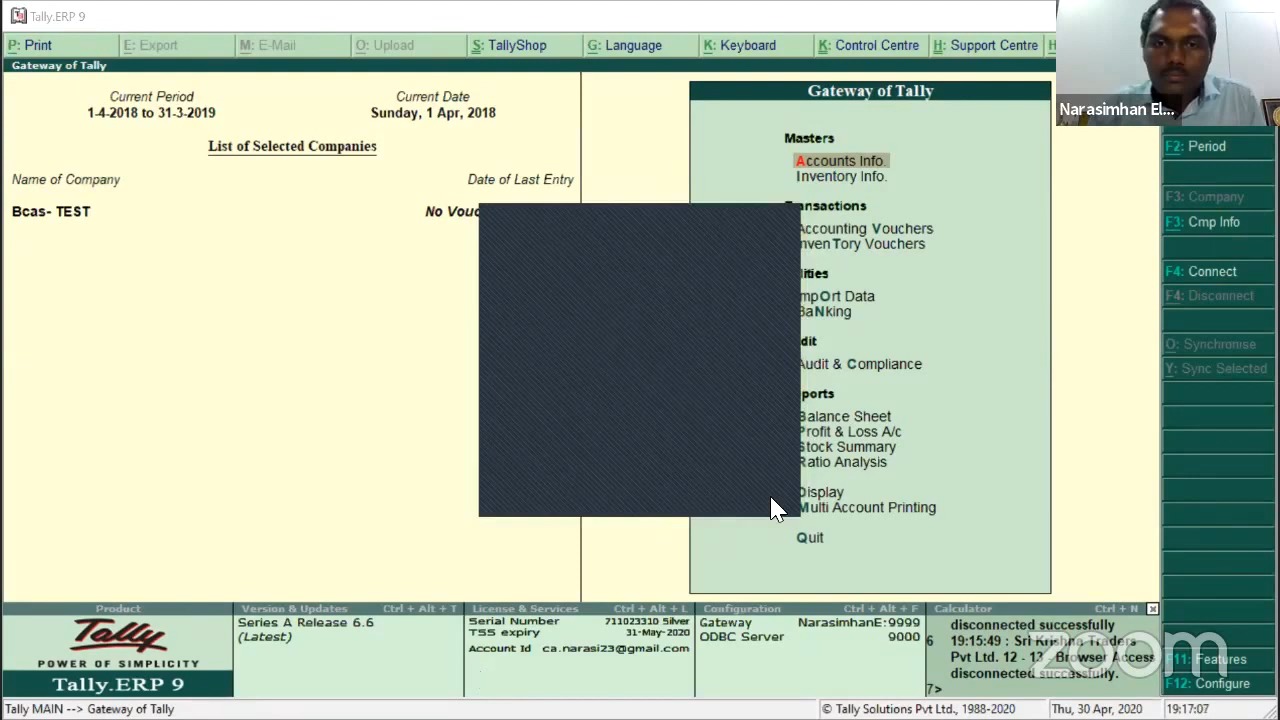 Tally.ERP 9
P: Print
E: Export
M: E-Mail
O: Upload
S: TallyShop
G: Language
K: Keyboard
K: Control Centre
H: Support Centre
H
Narasimhan El...
Gateway of Tally
Current Period
1-4-2018 to 31-3-2019
Current Date
Sunday, 1 Apr, 2018
List of Selected Companies
Name of Company
Date of Last Entry
Bcas- TEST
No
Gateway of Tally
Masters
Accounts Info.
Inventory Info.
Accounting Vouchers
InvenTory Vouchers
ImpOrt Data
BaNking
Audit & Compliance
Balance Sheet
Profit & Loss A/c
Stock Summary
Ratio Analysis
Display
Multi Account Printing
Quit
F2: Period
F3: Company
F3: Cmp Info
F4: Connect
F4: Disconnect
O: Synchronise
Y: Sync Selected
F11: Features
F12: Configure
Product
Tally
POWER OF SIMPLICITY
Tally.ERP 9
Version & Updates Ctrl + Alt + T
Series A Release 6.6
(Latest)
License & Services Ctrl + Alt + L
Serial Number 711023310 Silver
TSS expiry 31-May-2020
Account Id ca.narasi23@gmail.com
Configuration Ctrl + Alt + F
Gateway NarasimhanE:9999
ODBC Server 9000
Calculator Ctrl + N
disconnected successfully
6 19:15:49 : Sri Krishna Traders
Pvt Ltd. 12 - 13 : Browser Access
disconnected successfully.
7>
zoom
Tally MAIN --> Gateway of Tally
© Tally Solutions Pvt Ltd., 1988-2020
Thu, 30 Apr, 2020
19:17:07